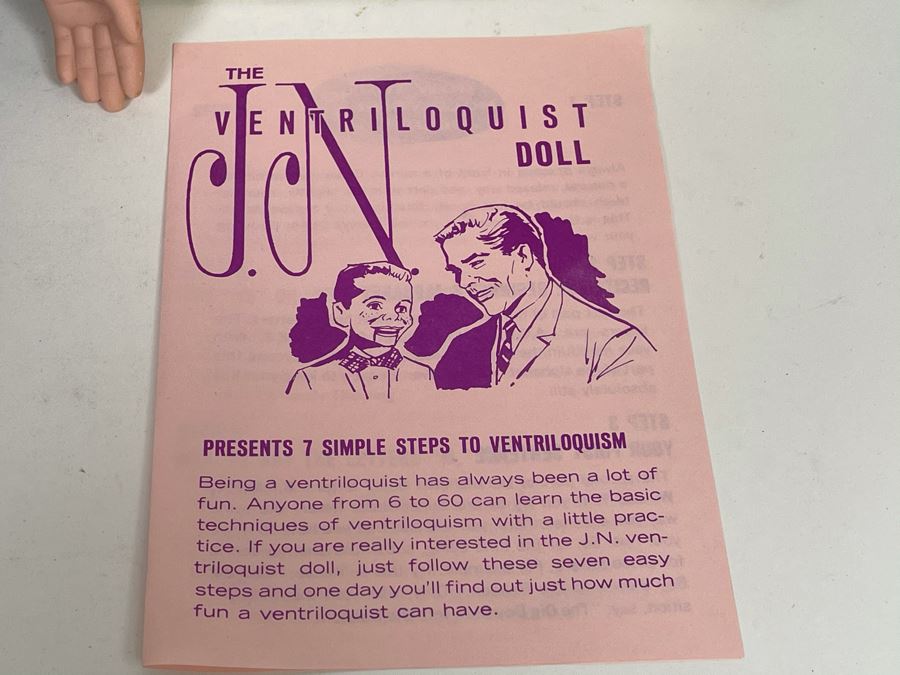 THE
J.N.
VENTRILOQUIST
DOLL
PRESENTS 7 SIMPLE STEPS TO VENTRILOQUISM
Being a ventriloquist has always been a lot of
fun. Anyone from 6 to 60 can learn the basic
techniques of ventriloquism with a little prac-
tice. If you are really interested in the J.N. ven-
triloquist doll, just follow these seven easy
steps and one day you'll find out just how much
fun a ventriloquist can have.